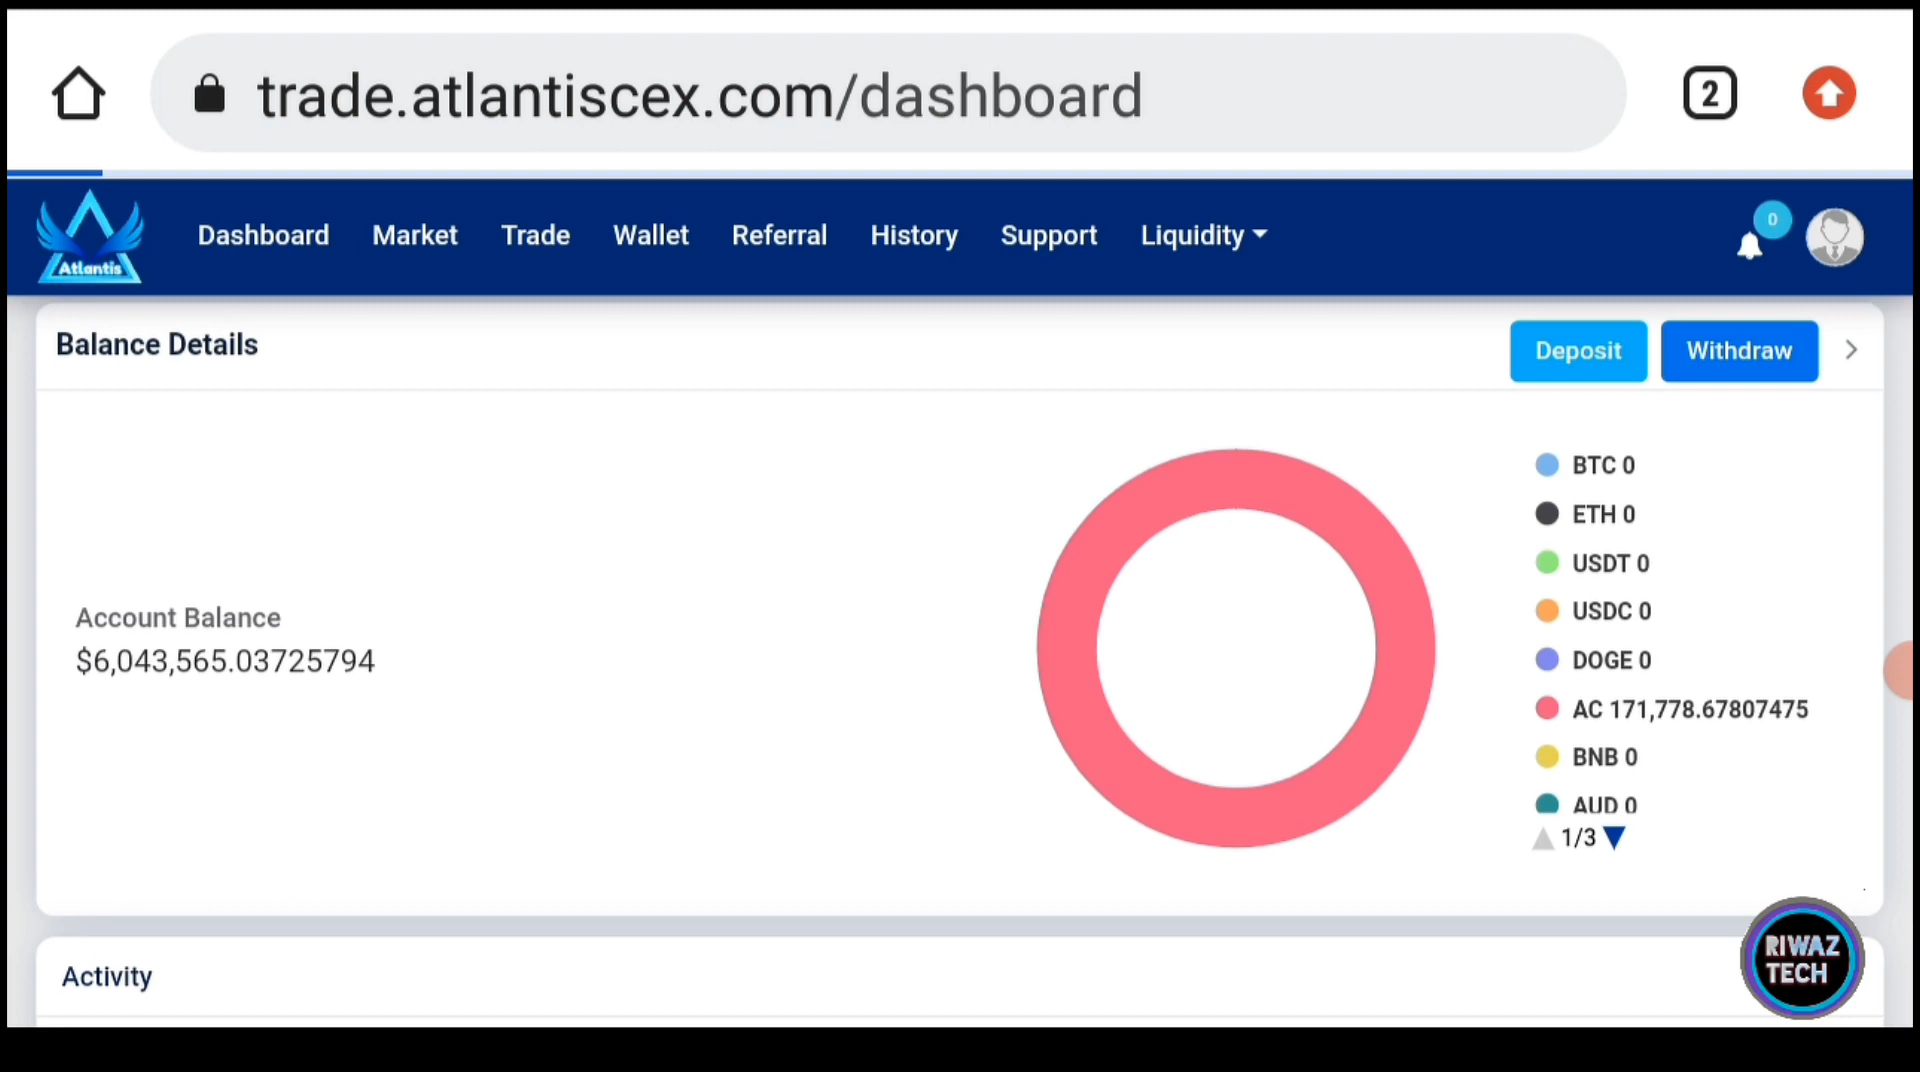 trade.atlantiscex.com/dashboard
2
Atlantis
Dashboard Market Trade Wallet Referral History Support Liquidity
0
Balance Details
Deposit Withdraw
Account Balance
$6,043,565.03725794
BTC 0
ETH 0
USDT 0
USDC 0
DOGE 0
AC 171,778.67807475
BNB 0
AUD 0
1/3
Activity
RIWAZ
TECH